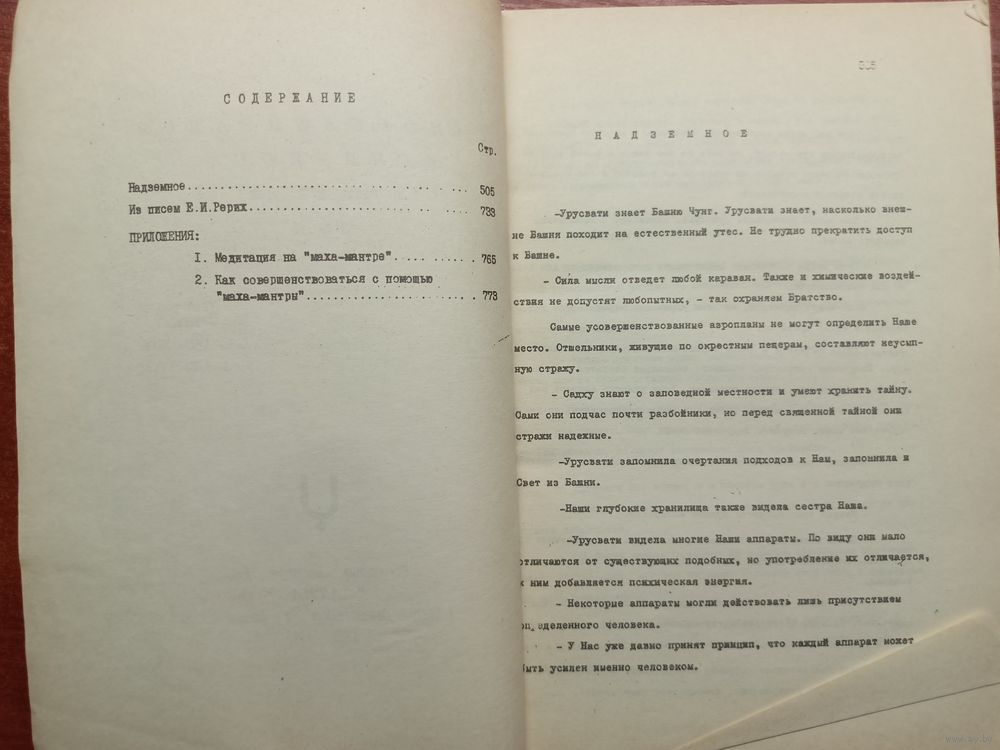 СОДЕРЖАНИЕ
Стр.
Надземное 505
Из писем Е.И.Рерих 733
ПРИЛОЖЕНИЯ:
1. Медитация на "маха-мантре" 765
2. Как совершенствоваться с помощью
"маха-мантры" 773
НАДЗЕМНОЕ
-Урусвати знает Башню Чунг. Урусвати знает, насколько внеш-
не Башня походит на естественный утес. Не трудно прекратить доступ
к Башне.
- Сила мысли отведет любой караван. Также и химические воздей-
ствия не допустят любопытных, - так охраняем Братство.
Самые усовершенствованные аэропланы не могут определить Наше
место. Отшельники, живущие по окрестным пещерам, составляют неусып-
ную стражу.
- Садху знают о заповедной местности и умеют хранить тайну.
Сами они подчас почти разбойники, но перед священной тайной они
стражи надежные.
-Урусвати запомнила очертания подходов к Нам, запомнила и
Свет из Башни.
-Наши глубокие хранилища также видела сестра Наша.
-Урусвати видела многие Наши аппараты. По виду они мало
отличаются от существующих подобных, но употребление их отличается,
к ним добавляется психическая энергия.
- Некоторые аппараты могли действовать лишь присутствием
определенного человека.
- У Нас уже давно принят принцип, что каждый аппарат может
быть усилен именно человеком.